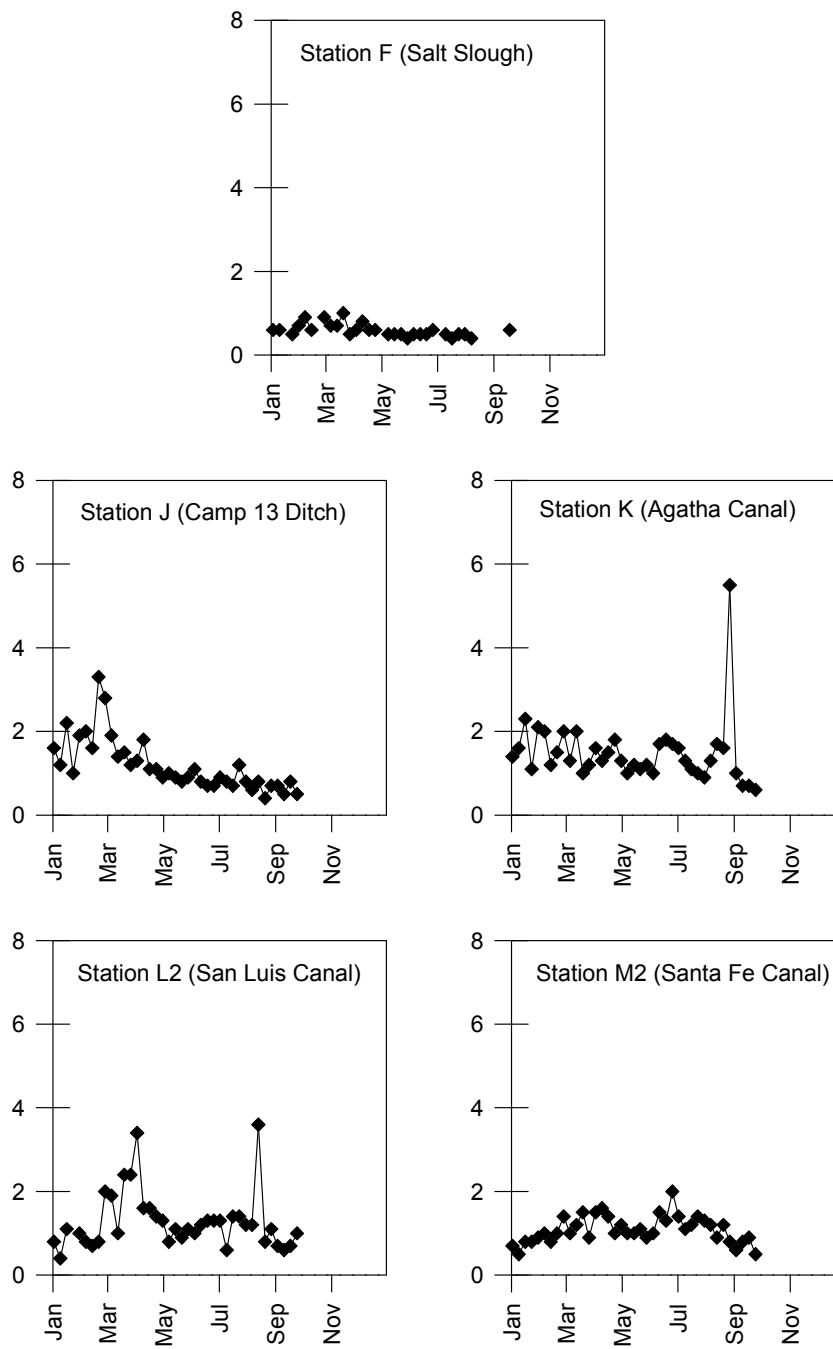 8
Station F (Salt Slough)
6
4
2
0
Jan
Mar
May
Jul
Sep
Nov
8
Station J (Camp 13 Ditch)
6
4
2
0
Jan
Mar
May
Jul
Sep
Nov
8
Station K (Agatha Canal)
6
4
2
0
Jan
Mar
May
Jul
Sep
Nov
8
Station L2 (San Luis Canal)
6
4
2
0
Jan
Mar
May
Jul
Sep
Nov
8
Station M2 (Santa Fe Canal)
6
4
2
0
Jan
Mar
May
Jul
Sep
Nov